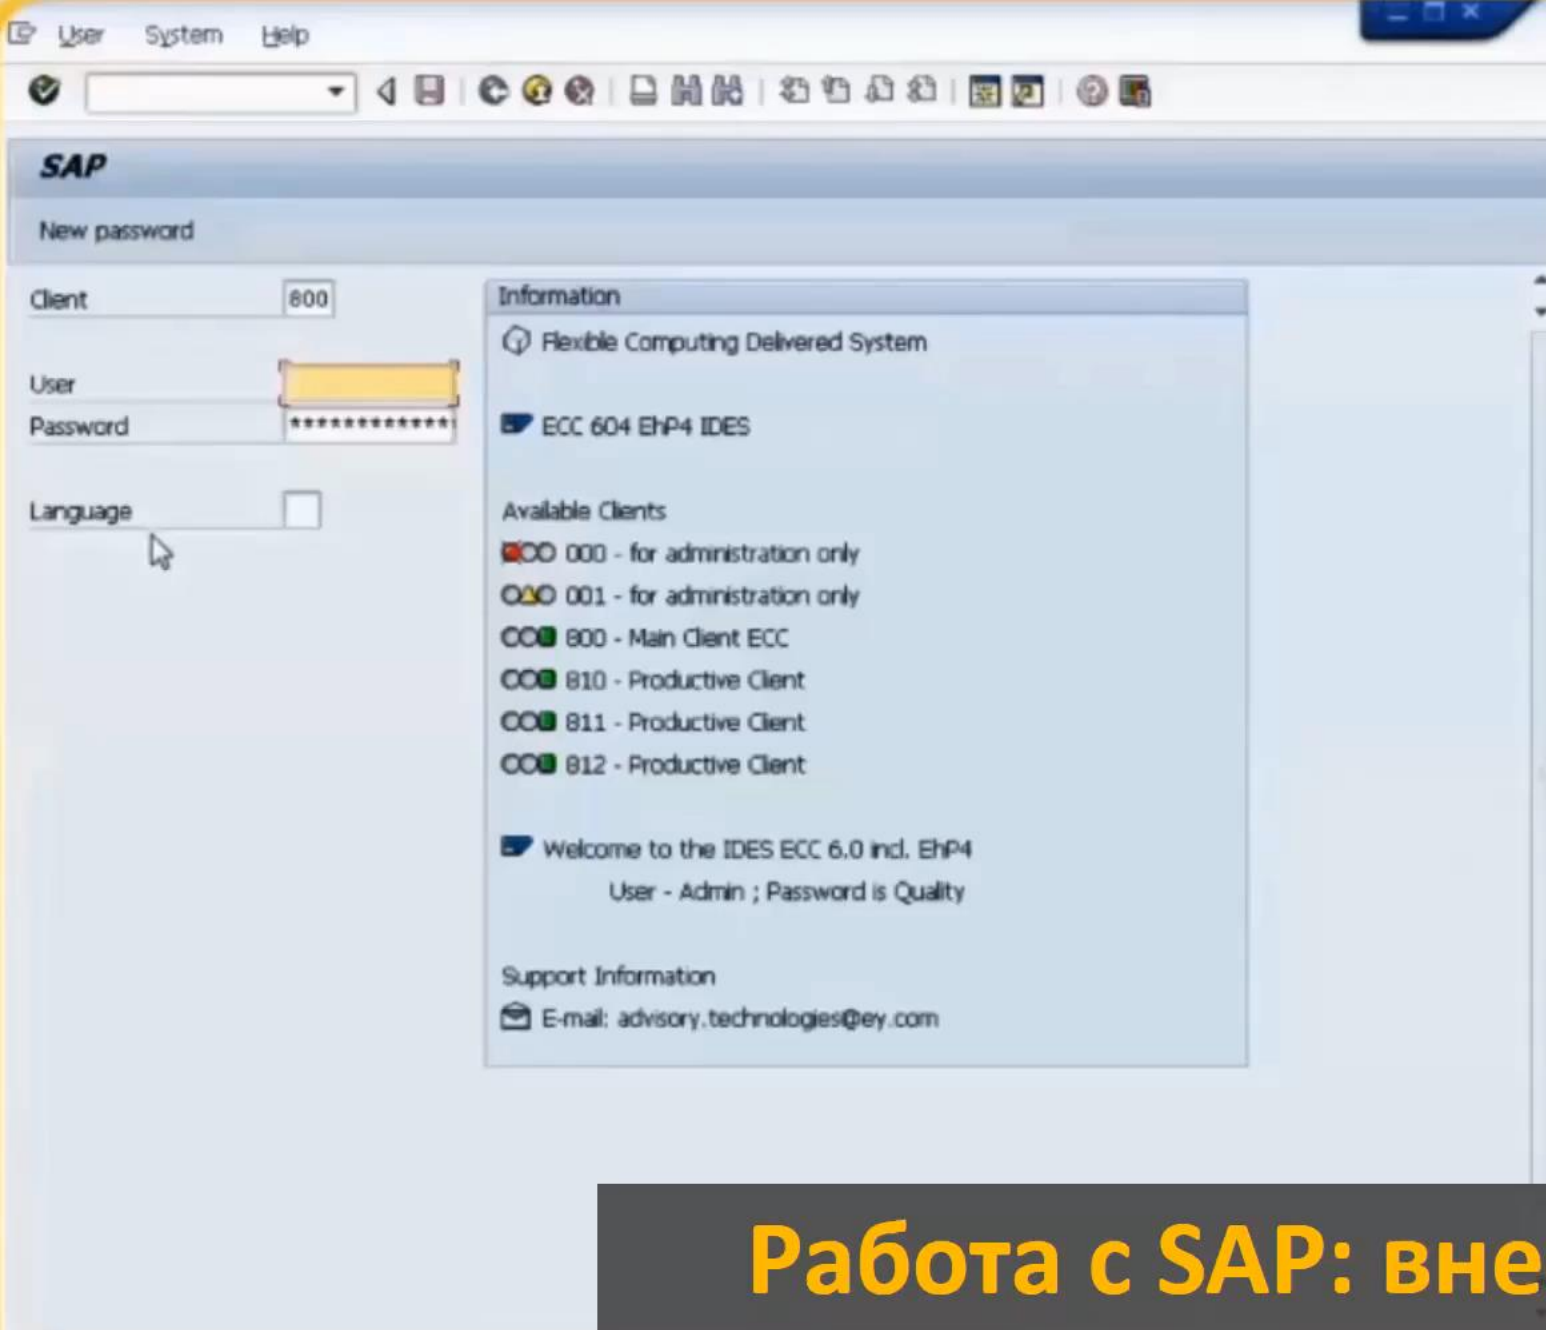 User System Help
SAP
New password
Client 800
User
Password ************
Language
Information
Flexible Computing Delivered System
ECC 604 EhP4 IDES
Available Clients
000 - for administration only
001 - for administration only
800 - Main Client ECC
810 - Productive Client
811 - Productive Client
812 - Productive Client
Welcome to the IDES ECC 6.0 incl. EhP4
User - Admin ; Password is Quality
Support Information
E-mail: advisory.technologies@ey.com
Работа с SAP: вне